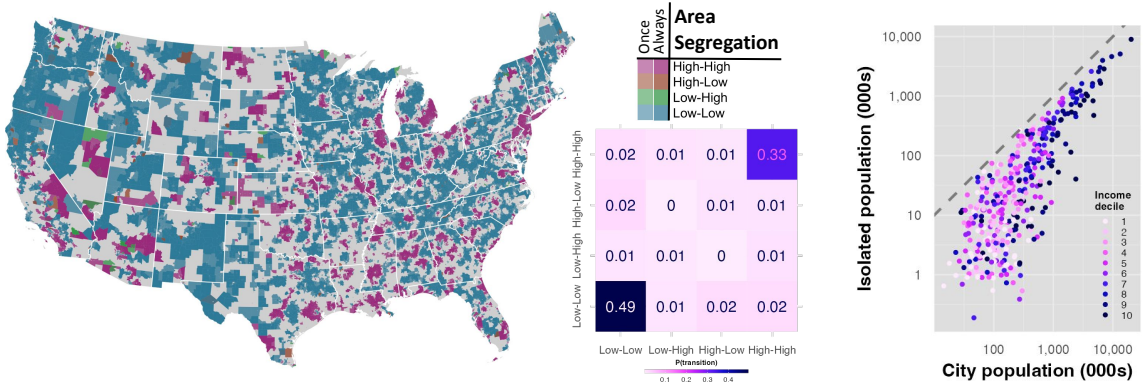 Once
Always
Area
Segregation
High-High
High-Low
Low-High
Low-Low
High-High
High-Low
Low-High
Low-Low
0.02 0.01 0.01 0.33
0.02 0 0.01 0.01
0.01 0.01 0 0.01
0.49 0.01 0.02 0.02
Low-Low Low-High High-Low High-High
P(transition)
0.1 0.2 0.3 0.4
Isolated population (000s)
10,000
1,000
100
10
1
Income
decile
1
2
3
4
5
6
7
8
9
10
100 1,000 10,000
City population (000s)